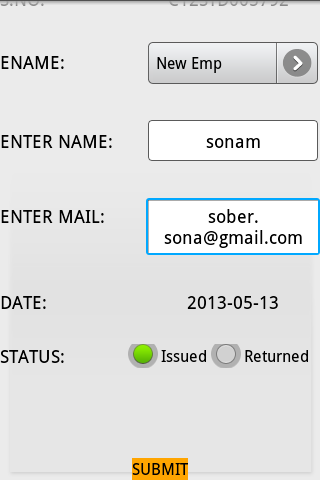 ENAME: New Emp
ENTER NAME: sonam
ENTER MAIL: sober.
sona@gmail.com
DATE: 2013-05-13
STATUS: Issued Returned
SUBMIT